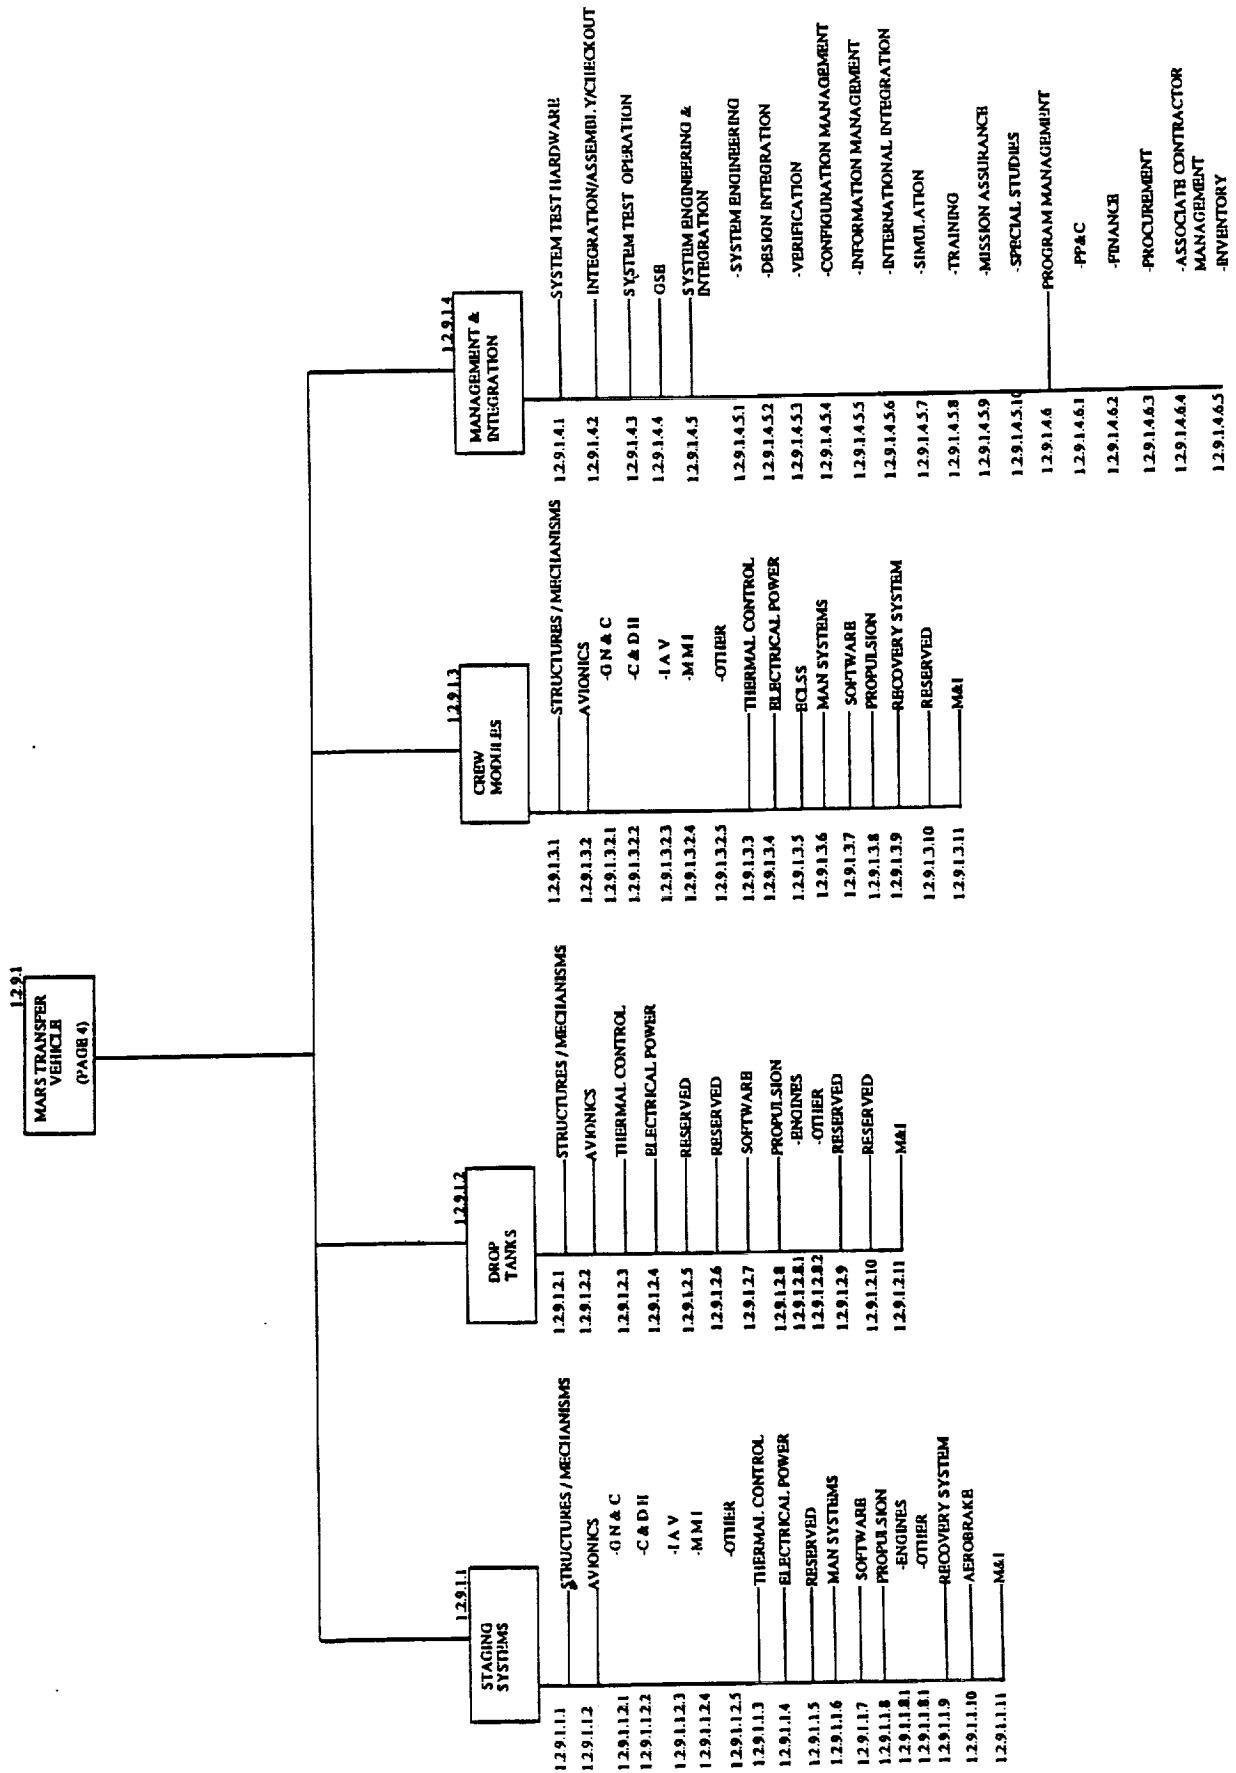 1.2.9.1
MARS TRANSFER
VEHICLE
(PAGE 4)
1.2.9.1.1
STAGING
SYSTEMS
1.2.9.1.1.1 STRUCTURES / MECHANISMS
1.2.9.1.1.2 AVIONICS
1.2.9.1.1.2.1 -G N & C
1.2.9.1.1.2.2 -C & D H
1.2.9.1.1.2.3 -I A V
1.2.9.1.1.2.4 -M M I
1.2.9.1.1.2.5 -OTHER
1.2.9.1.1.3 THERMAL CONTROL
1.2.9.1.1.4 ELECTRICAL POWER
1.2.9.1.1.5 RESERVED
1.2.9.1.1.6 MAN SYSTEMS
1.2.9.1.1.7 SOFTWARE
1.2.9.1.1.8 PROPULSION
1.2.9.1.1.8.1 -ENGINES
1.2.9.1.1.8.1 -OTHER
1.2.9.1.1.9 RECOVERY SYSTEM
1.2.9.1.1.10 AEROBRAKE
1.2.9.1.1.11 M&I
1.2.9.1.2
DROP
TANKS
1.2.9.1.2.1 STRUCTURES / MECHANISMS
1.2.9.1.2.2 AVIONICS
1.2.9.1.2.3 THERMAL CONTROL
1.2.9.1.2.4 ELECTRICAL POWER
1.2.9.1.2.5 RESERVED
1.2.9.1.2.6 RESERVED
1.2.9.1.2.7 SOFTWARE
1.2.9.1.2.8 PROPULSION
1.2.9.1.2.8.1 -ENGINES
1.2.9.1.2.8.2 -OTHER
1.2.9.1.2.9 RESERVED
1.2.9.1.2.10 RESERVED
1.2.9.1.2.11 M&I
1.2.9.1.3
CREW
MODULES
1.2.9.1.3.1 STRUCTURES / MECHANISMS
1.2.9.1.3.2 AVIONICS
1.2.9.1.3.2.1 -G N & C
1.2.9.1.3.2.2 -C & D H
1.2.9.1.3.2.3 -I A V
1.2.9.1.3.2.4 -M M I
1.2.9.1.3.2.5 -OTHER
1.2.9.1.3.3 THERMAL CONTROL
1.2.9.1.3.4 ELECTRICAL POWER
1.2.9.1.3.5 ECLSS
1.2.9.1.3.6 MAN SYSTEMS
1.2.9.1.3.7 SOFTWARE
1.2.9.1.3.8 PROPULSION
1.2.9.1.3.9 RECOVERY SYSTEM
1.2.9.1.3.10 RESERVED
1.2.9.1.3.11 M&I
1.2.9.1.4
MANAGEMENT &
INTEGRATION
1.2.9.1.4.1 SYSTEM TEST HARDWARE
1.2.9.1.4.2 INTEGRATION/ASSEMBLY/CHECKOUT
1.2.9.1.4.3 SYSTEM TEST OPERATION
1.2.9.1.4.4 GSE
1.2.9.1.4.5 SYSTEM ENGINEERING &
INTEGRATION
1.2.9.1.4.5.1 -SYSTEM ENGINEERING
1.2.9.1.4.5.2 -DESIGN INTEGRATION
1.2.9.1.4.5.3 -VERIFICATION
1.2.9.1.4.5.4 -CONFIGURATION MANAGEMENT
1.2.9.1.4.5.5 -INFORMATION MANAGEMENT
1.2.9.1.4.5.6 -INTERNATIONAL INTEGRATION
1.2.9.1.4.5.7 -SIMULATION
1.2.9.1.4.5.8 -TRAINING
1.2.9.1.4.5.9 -MISSION ASSURANCE
1.2.9.1.4.5.10 -SPECIAL STUDIES
1.2.9.1.4.6 PROGRAM MANAGEMENT
1.2.9.1.4.6.1 -PP&C
1.2.9.1.4.6.2 -FINANCE
1.2.9.1.4.6.3 -PROCUREMENT
1.2.9.1.4.6.4 -ASSOCIATE CONTRACTOR
MANAGEMENT
1.2.9.1.4.6.5 -INVENTORY